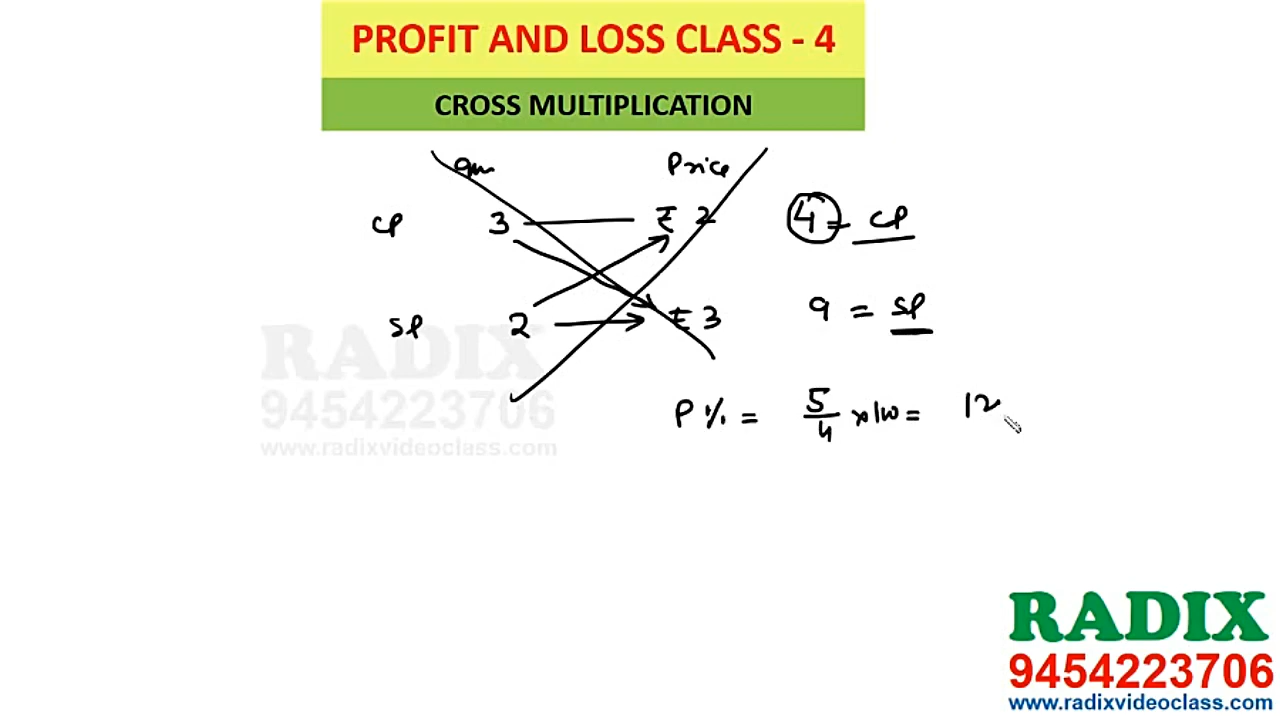 PROFIT AND LOSS CLASS - 4
CROSS MULTIPLICATION
Price
CP 3 ₹ 2 4 = CP
SP 2 ₹ 3 9 = SP
P % = 5/4 x100 = 12
RADIX
www.radixvideoclass.com
9454223706
RADIX
9454223706
www.radixvideoclass.com